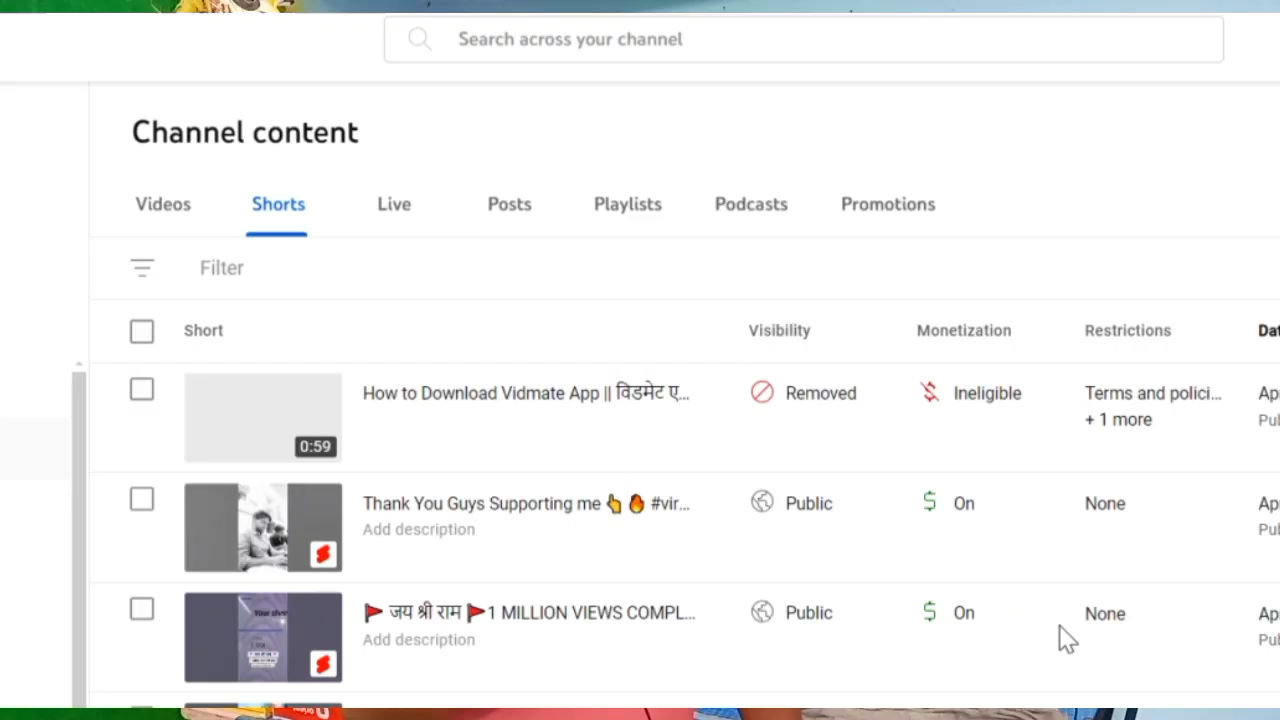 Search across your channel
Channel content
Videos Shorts Live Posts Playlists Podcasts Promotions
Filter
Short Visibility Monetization Restrictions
0:59
How to Download Vidmate App || विडमेट ए... Removed Ineligible Terms and polici...
+ 1 more
Thank You Guys Supporting me 👆 🔥 #vir... Public On None
Add description
🚩 जय श्री राम 🚩1 MILLION VIEWS COMPL... Public On None
Add description